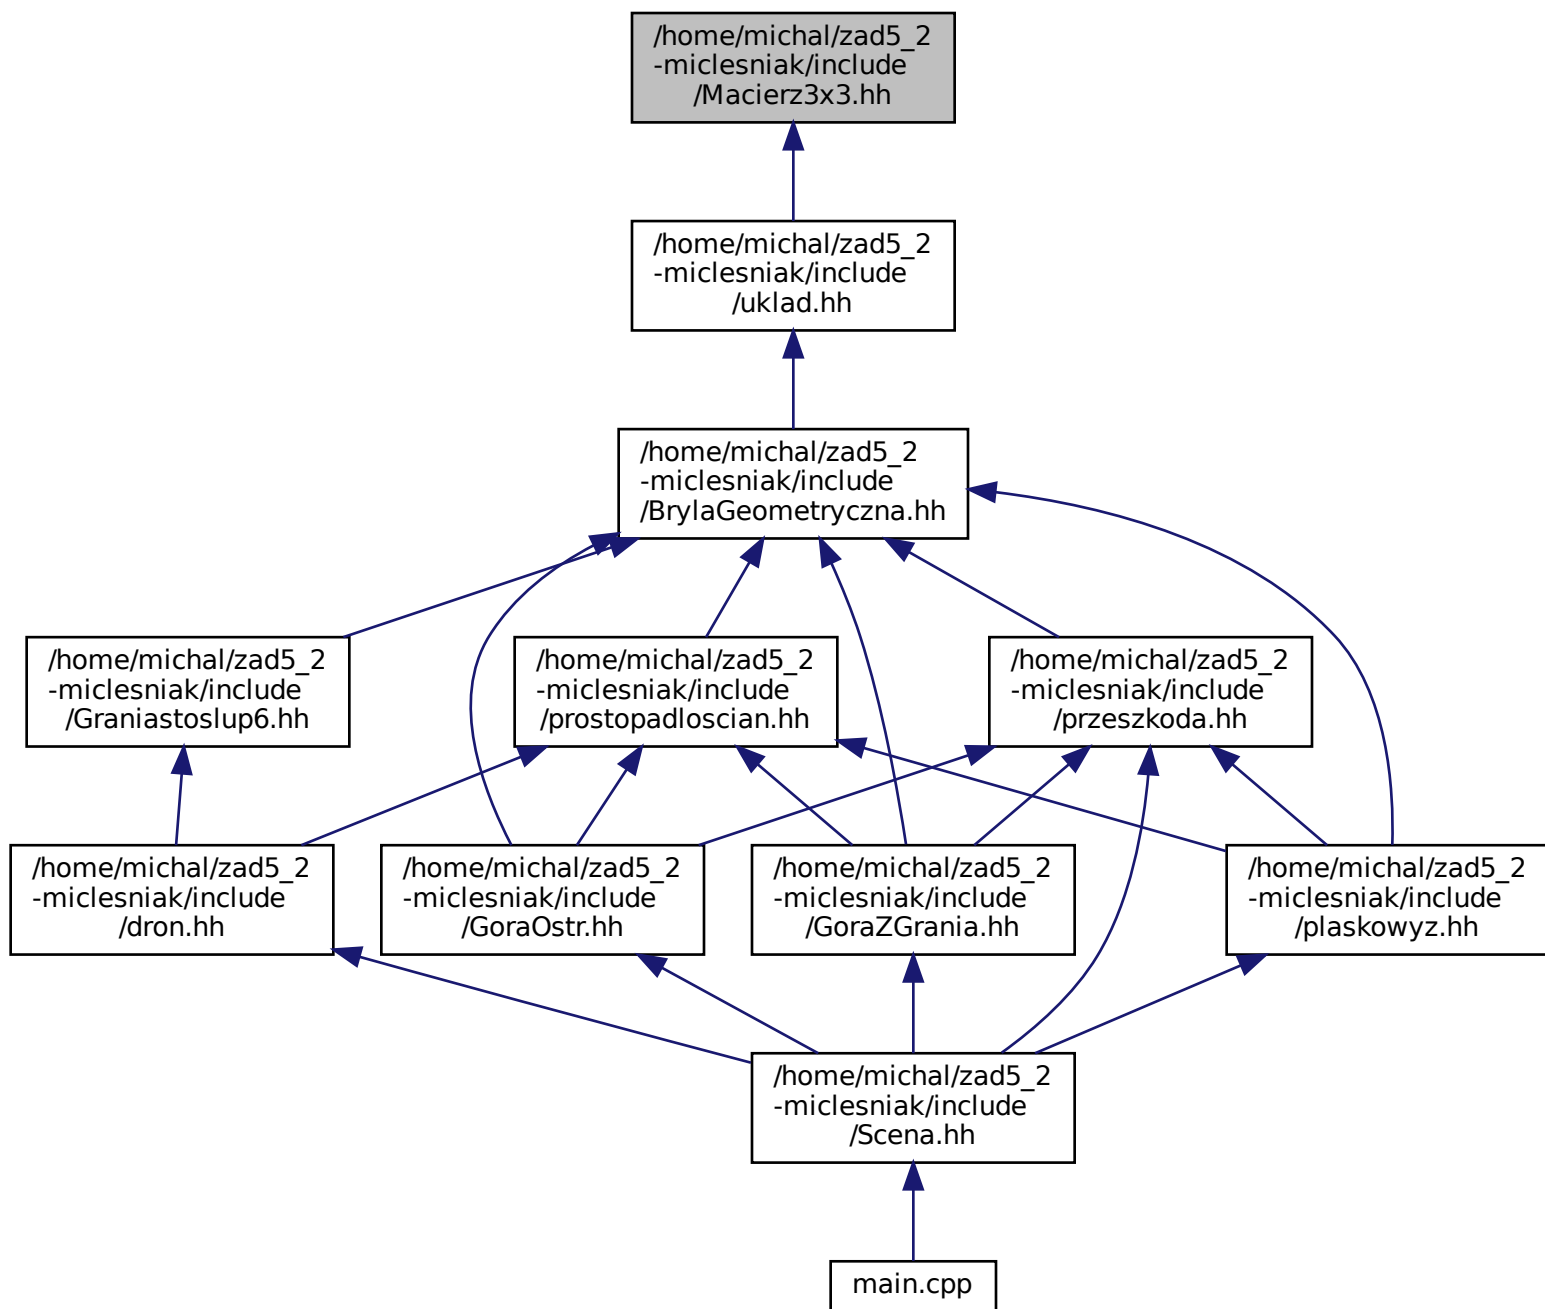 /home/michal/zad5_2
-miclesniak/include
/Macierz3x3.hh
/home/michal/zad5_2
-miclesniak/include
/uklad.hh
/home/michal/zad5_2
-miclesniak/include
/BrylaGeometryczna.hh
/home/michal/zad5_2
-miclesniak/include
/Graniastoslup6.hh
/home/michal/zad5_2
-miclesniak/include
/prostopadloscian.hh
/home/michal/zad5_2
-miclesniak/include
/przeszkoda.hh
/home/michal/zad5_2
-miclesniak/include
/dron.hh
/home/michal/zad5_2
-miclesniak/include
/GoraOstr.hh
/home/michal/zad5_2
-miclesniak/include
/GoraZGrania.hh
/home/michal/zad5_2
-miclesniak/include
/plaskowyz.hh
/home/michal/zad5_2
-miclesniak/include
/Scena.hh
main.cpp